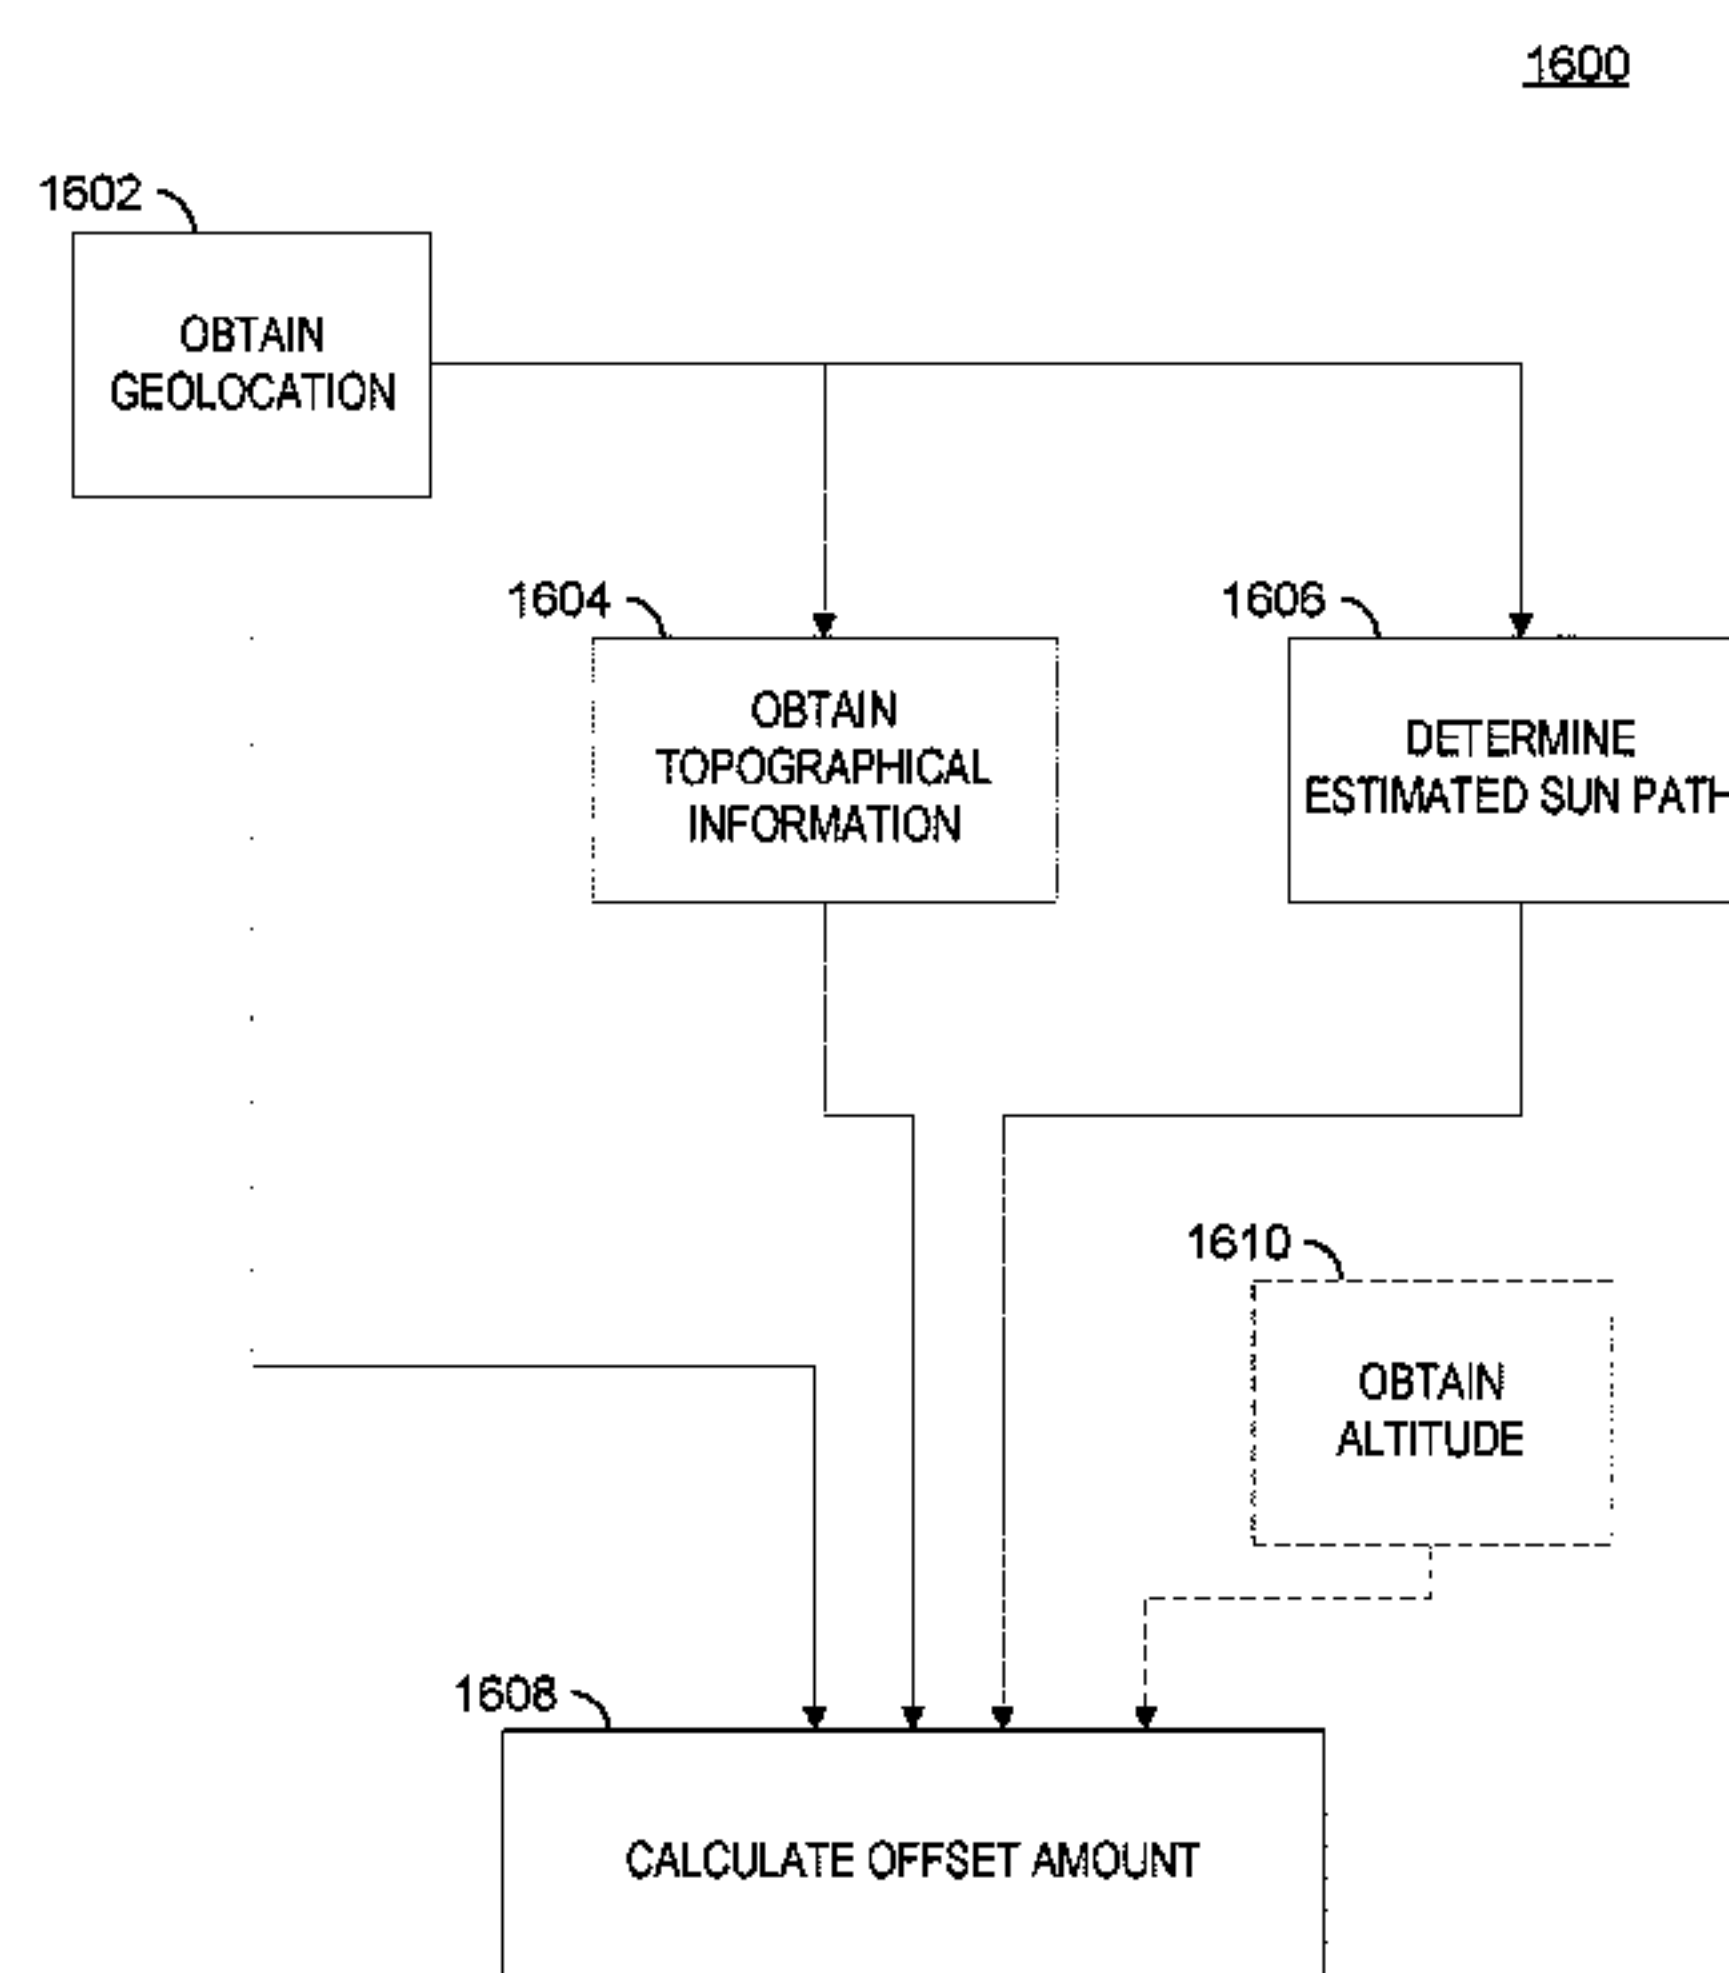 1600
1602
OBTAIN
GEOLOCATION
1604
OBTAIN
TOPOGRAPHICAL
INFORMATION
1606
DETERMINE
ESTIMATED SUN PATH
1610
OBTAIN
ALTITUDE
1608
CALCULATE OFFSET AMOUNT